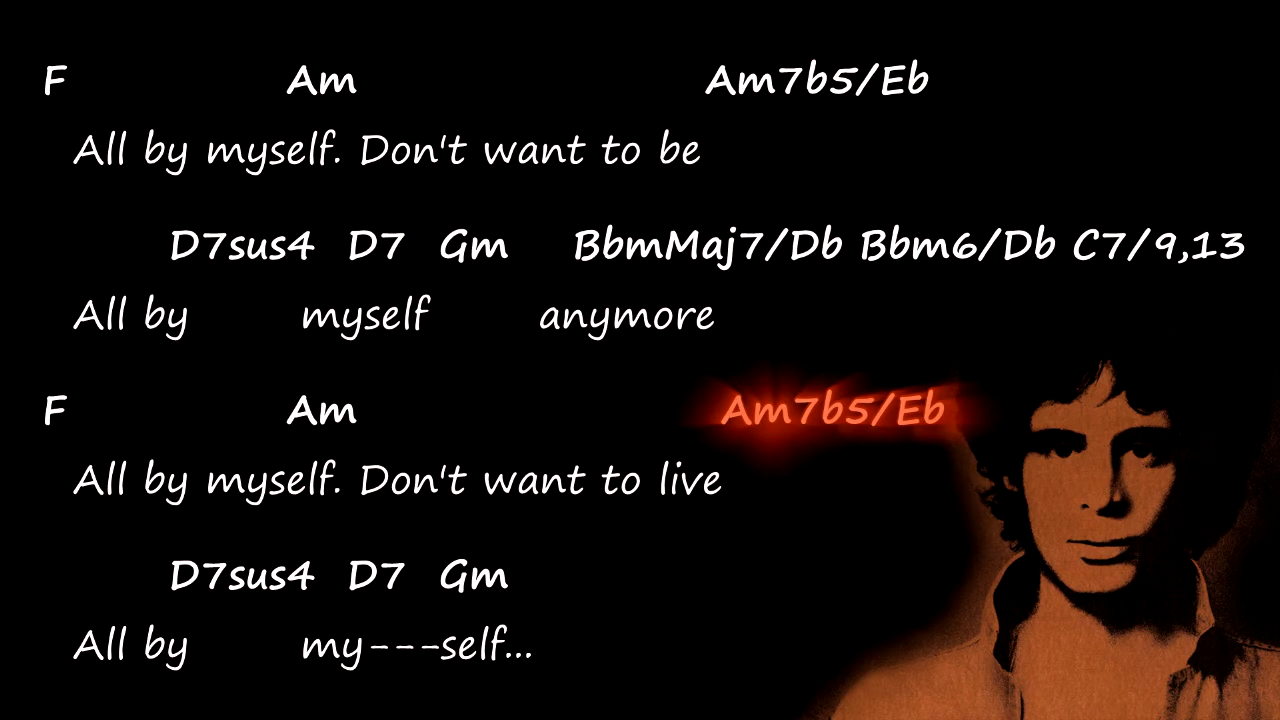 F Am Am7b5/Eb
All by myself. Don't want to be
D7sus4 D7 Gm BbmMaj7/Db Bbm6/Db C7/9,13
All by myself anymore
F Am Am7b5/Eb
All by myself. Don't want to live
D7sus4 D7 Gm
All by my---self...